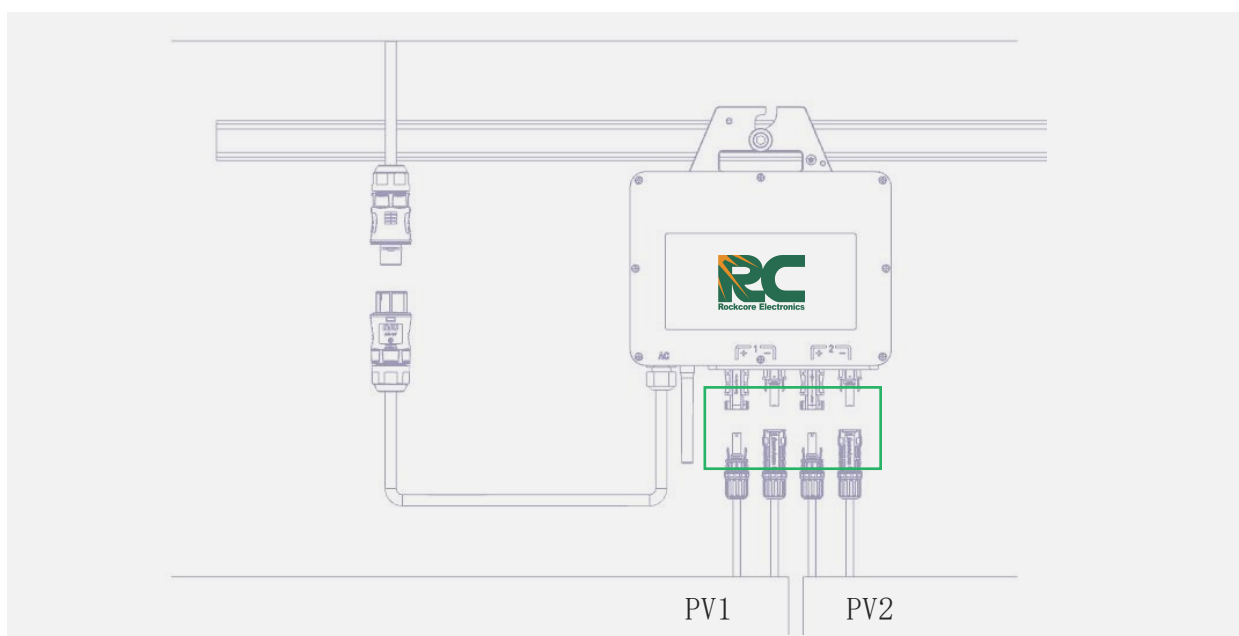 RC
Rockcore Electronics
AC
+ 1 -
+ 2 -
PV1
PV2